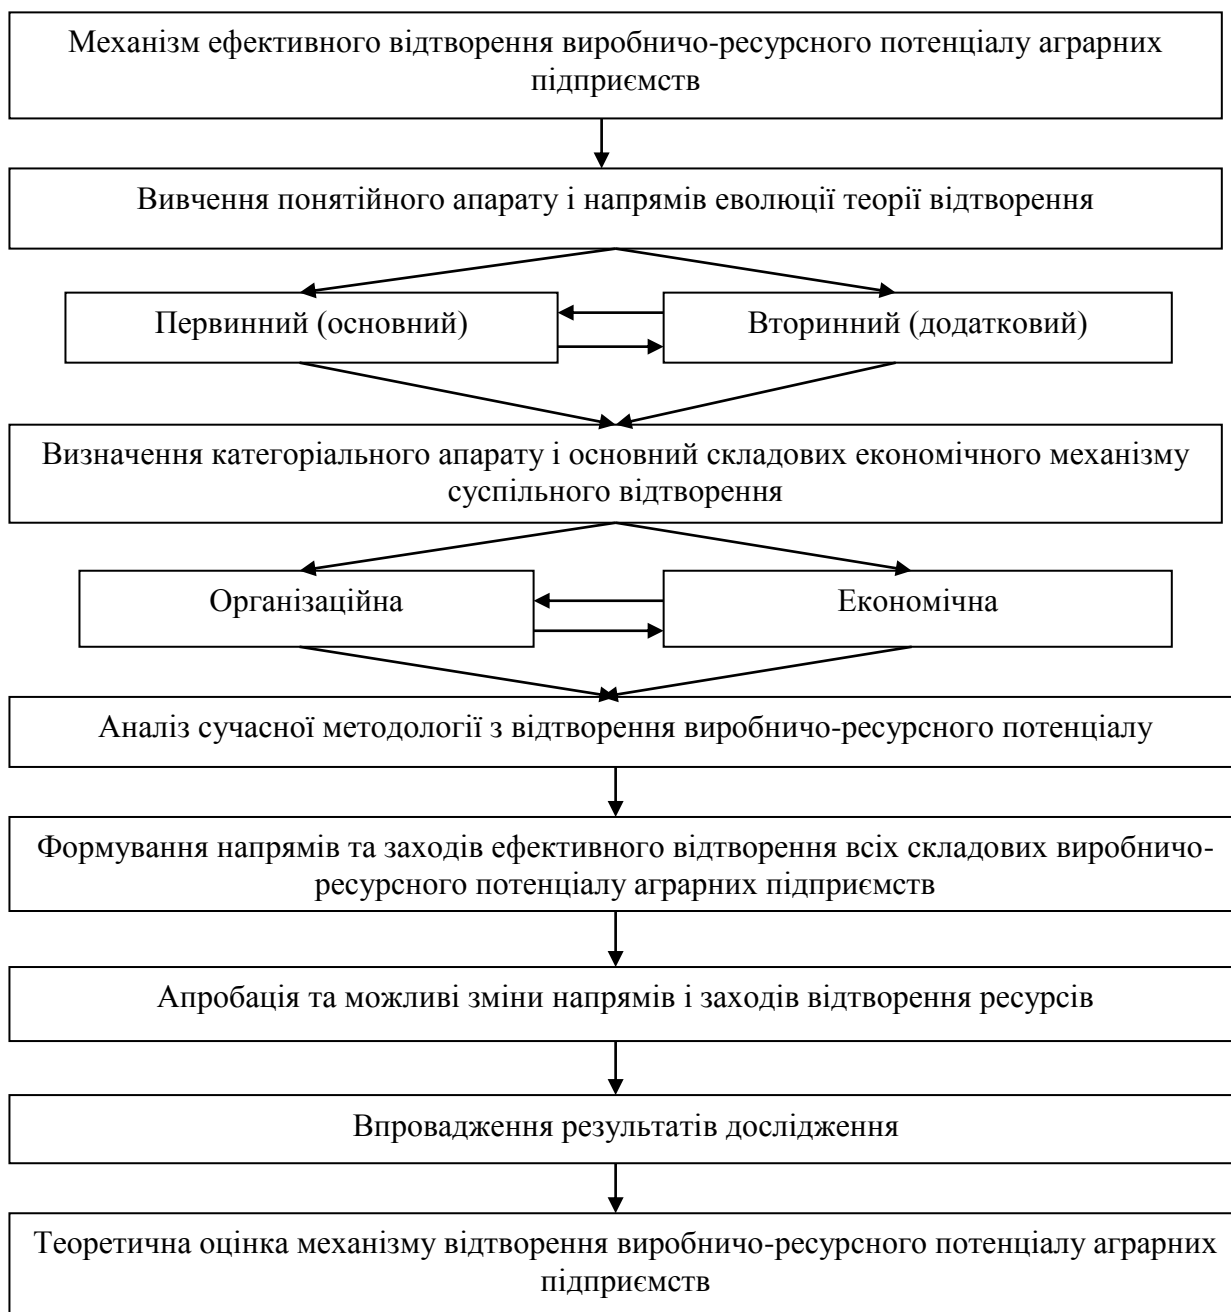 Механізм ефективного відтворення виробничо-ресурсного потенціалу аграрних
підприємств
Вивчення понятійного апарату і напрямів еволюції теорії відтворення
Первинний (основний)
Вторинний (додатковий)
Визначення категоріального апарату і основний складових економічного механізму
суспільного відтворення
Організаційна
Економічна
Аналіз сучасної методології з відтворення виробничо-ресурсного потенціалу
Формування напрямів та заходів ефективного відтворення всіх складових виробничо-
ресурсного потенціалу аграрних підприємств
Апробація та можливі зміни напрямів і заходів відтворення ресурсів
Впровадження результатів дослідження
Теоретична оцінка механізму відтворення виробничо-ресурсного потенціалу аграрних
підприємств